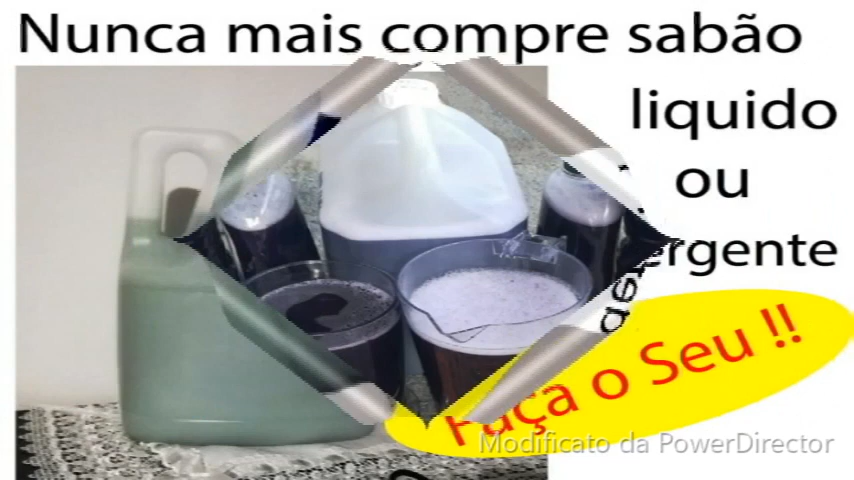 Nunca mais compre sabão
liquido
ou
ergente
Faça o Seu !!
Modificato da PowerDirector